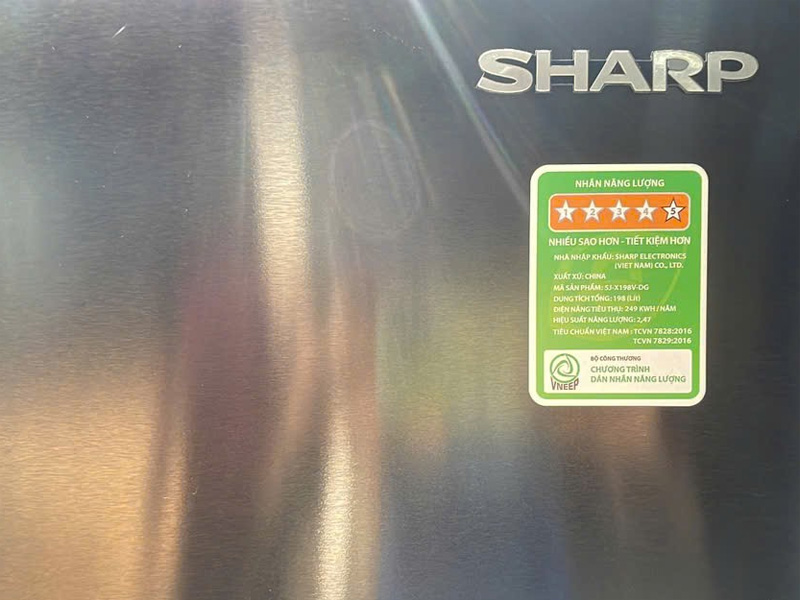 SHARP
NHÃN NĂNG LƯỢNG
1 2 3 4 5
NHIỀU SAO HƠN - TIẾT KIỆM HƠN
NHÀ NHẬP KHẨU: SHARP ELECTRONICS
(VIET NAM) CO., LTD.
XUẤT XỨ: CHINA
MÃ SẢN PHẨM: SJ-X198V-DG
DUNG TÍCH TỔNG: 198 (Lít)
ĐIỆN NĂNG TIÊU THỤ: 249 KWH / NĂM
HIỆU SUẤT NĂNG LƯỢNG: 2,47
TIÊU CHUẨN VIỆT NAM : TCVN 7828:2016
TCVN 7829:2016
BỘ CÔNG THƯƠNG
CHƯƠNG TRÌNH
DÁN NHÃN NĂNG LƯỢNG
VNEEP